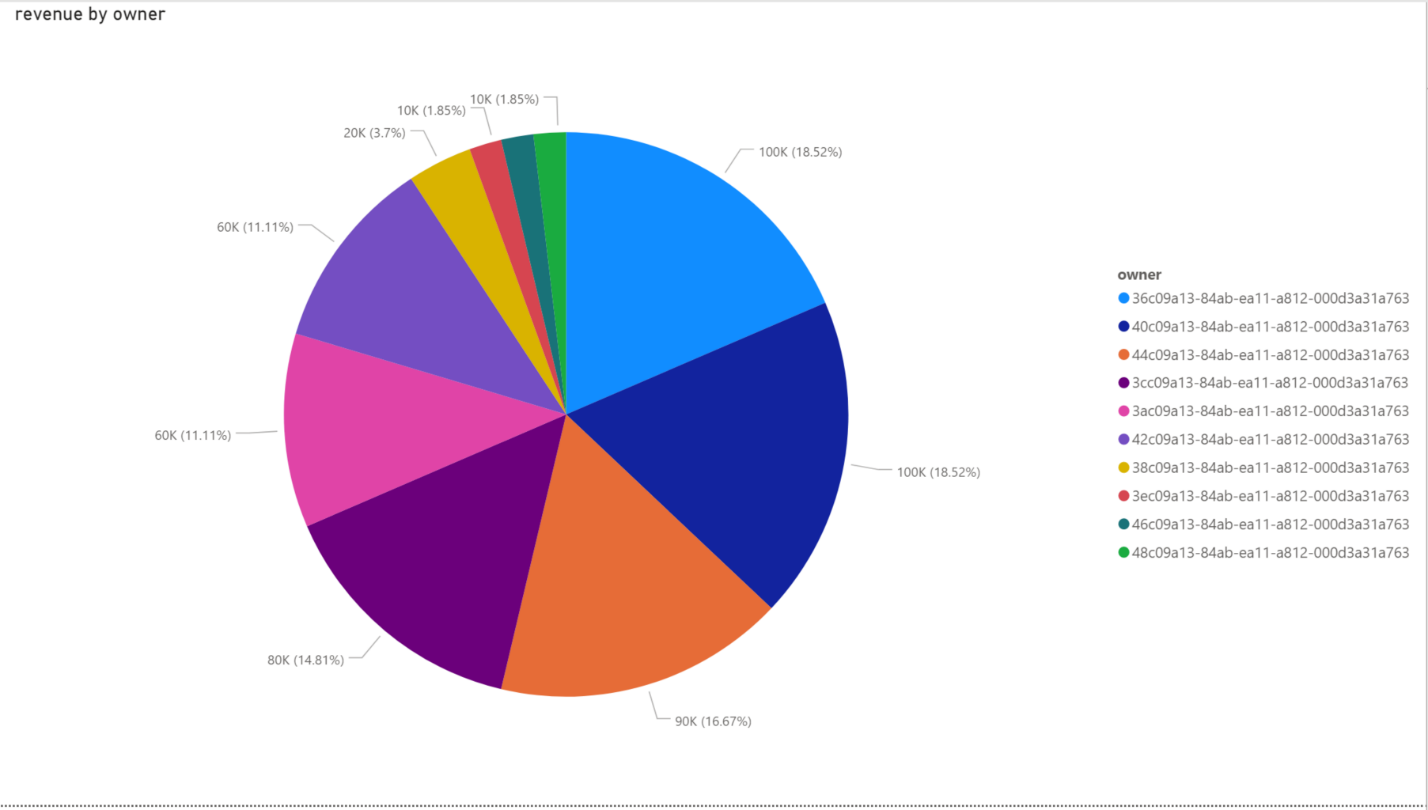 revenue by owner
10K (1.85%)
10K (1.85%)
20K (3.7%)
100K (18.52%)
60K (11.11%)
60K (11.11%)
100K (18.52%)
80K (14.81%)
90K (16.67%)
owner
36c09a13-84ab-ea11-a812-000d3a31a763
40c09a13-84ab-ea11-a812-000d3a31a763
44c09a13-84ab-ea11-a812-000d3a31a763
3cc09a13-84ab-ea11-a812-000d3a31a763
3ac09a13-84ab-ea11-a812-000d3a31a763
42c09a13-84ab-ea11-a812-000d3a31a763
38c09a13-84ab-ea11-a812-000d3a31a763
3ec09a13-84ab-ea11-a812-000d3a31a763
46c09a13-84ab-ea11-a812-000d3a31a763
48c09a13-84ab-ea11-a812-000d3a31a763